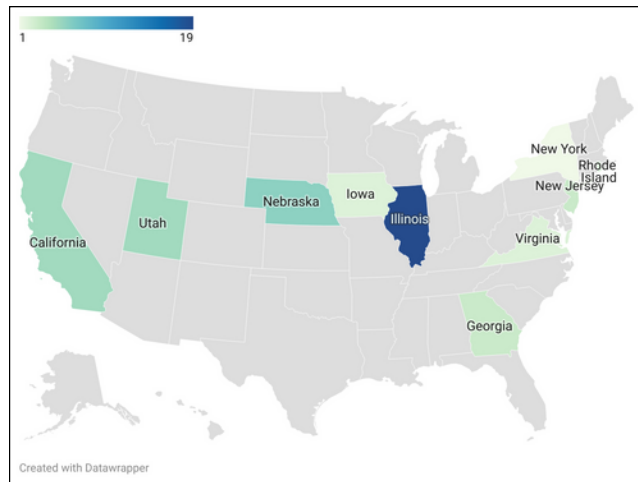 1 19
New York
Rhode
Island
New Jersey
Iowa
Nebraska
Illinois
Utah
Virginia
California
Georgia
Created with Datawrapper